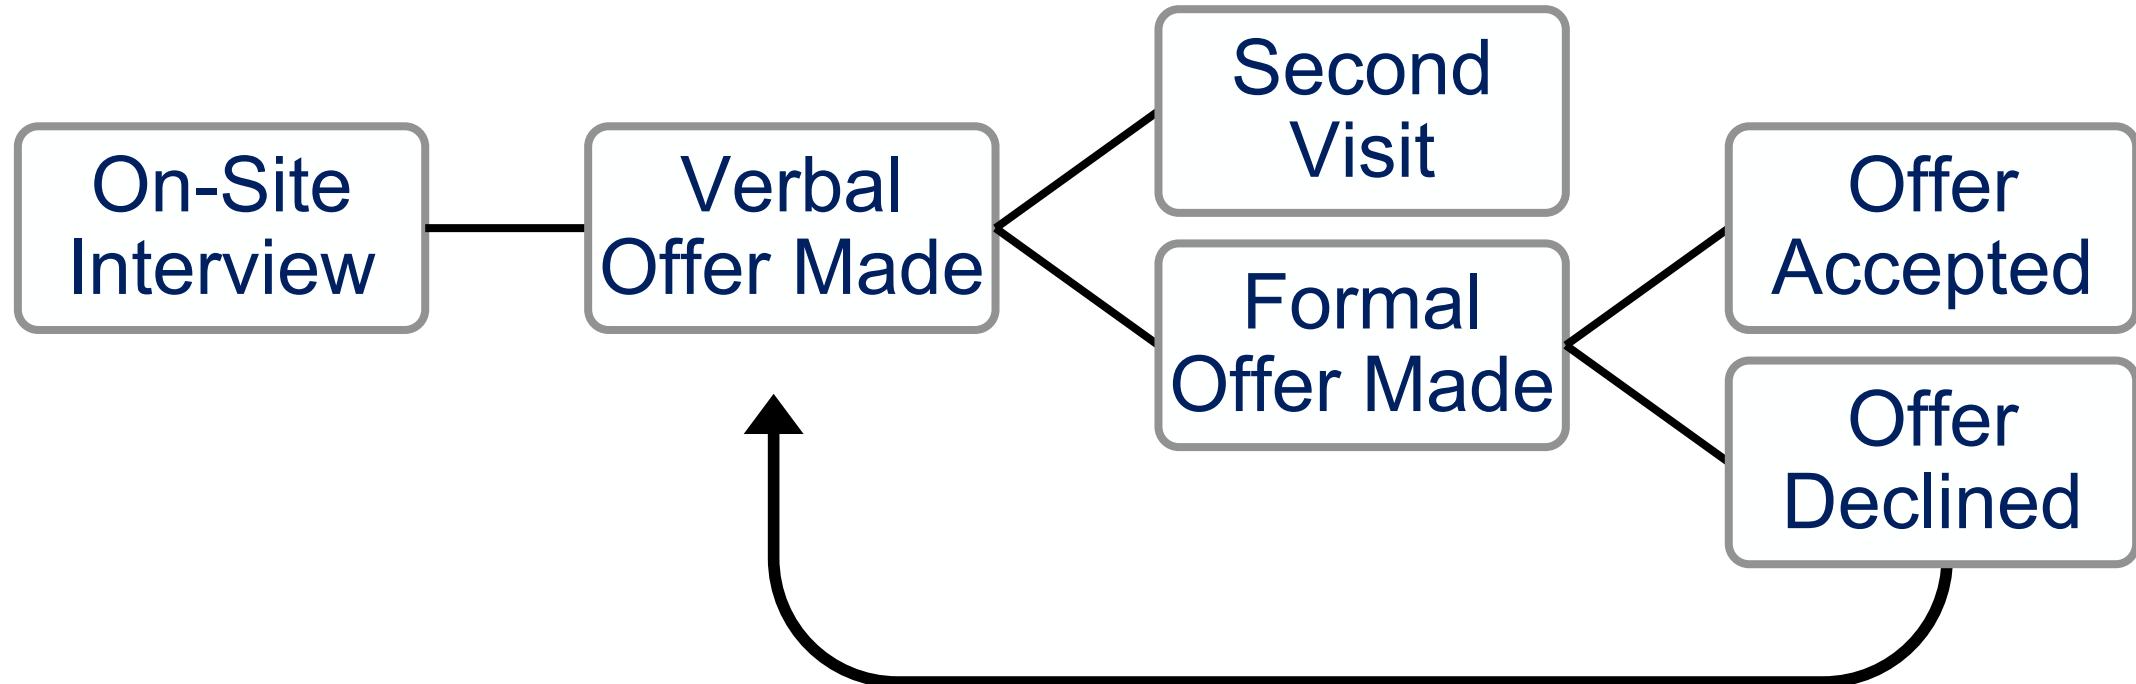 On-Site
Interview
Verbal
Offer Made
Second
Visit
Formal
Offer Made
Offer
Accepted
Offer
Declined